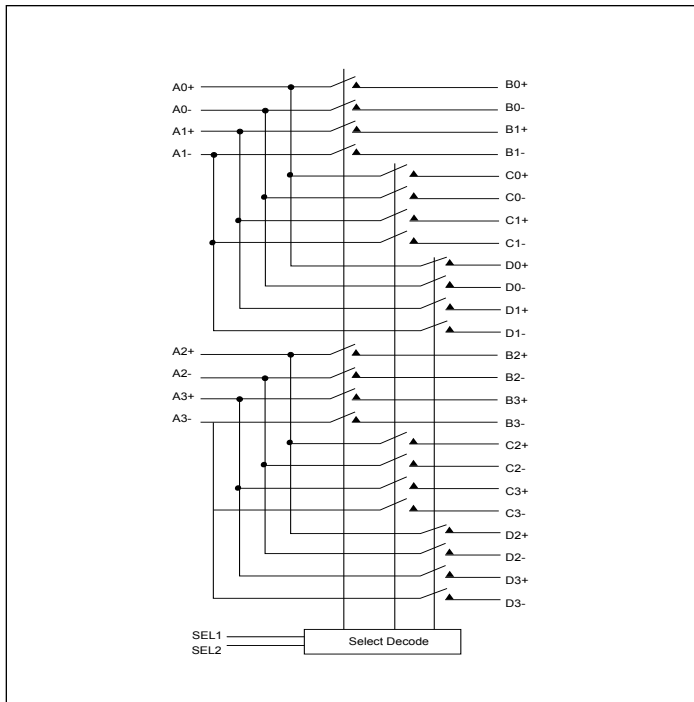 A0+ B0+
A0- B0-
A1+ B1+
A1- B1-
C0+
C0-
C1+
C1-
D0+
D0-
D1+
D1-
A2+ B2+
A2- B2-
A3+ B3+
A3- B3-
C2+
C2-
C3+
C3-
D2+
D2-
D3+
D3-
SEL1
SEL2
Select Decode